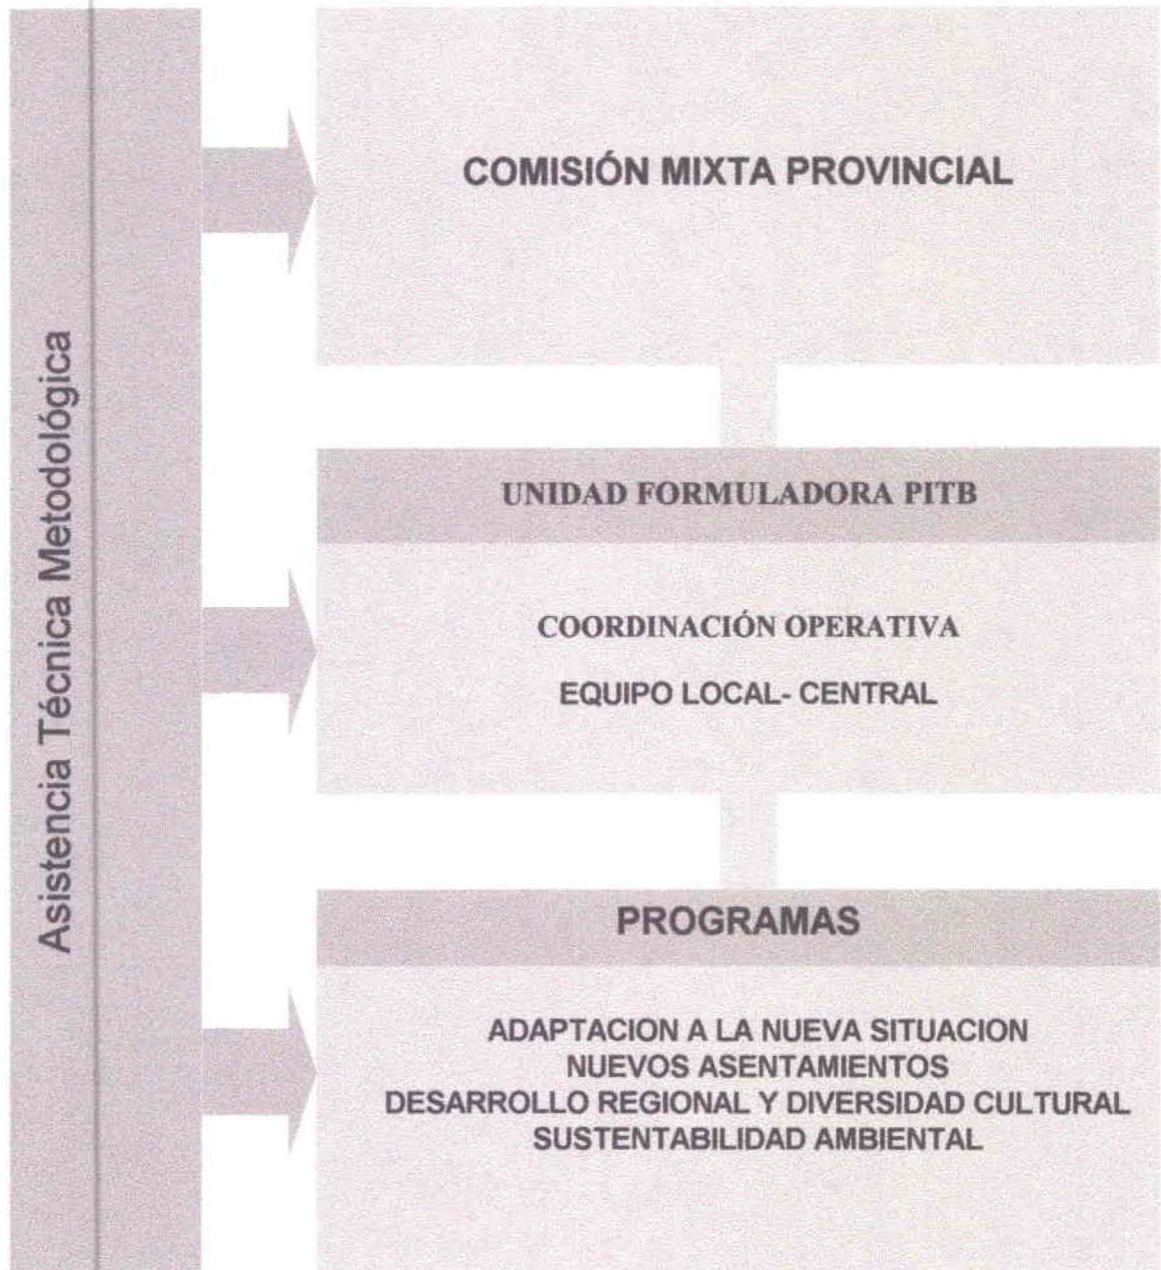 Asistencia Técnica Metodológica
COMISIÓN MIXTA PROVINCIAL
UNIDAD FORMULADORA PITB
COORDINACIÓN OPERATIVA
EQUIPO LOCAL- CENTRAL
PROGRAMAS
ADAPTACION A LA NUEVA SITUACION
NUEVOS ASENTAMIENTOS
DESARROLLO REGIONAL Y DIVERSIDAD CULTURAL
SUSTENTABILIDAD AMBIENTAL